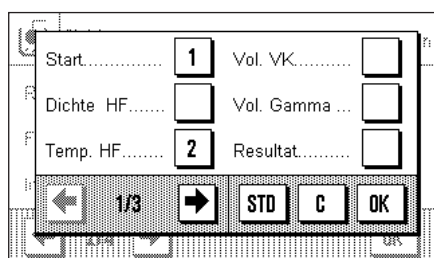 Start.............. 1 Vol. VK..........
Dichte HF....... Vol. Gamma ...
Temp. HF........ 2 Resultat..........
1/3 STD C OK